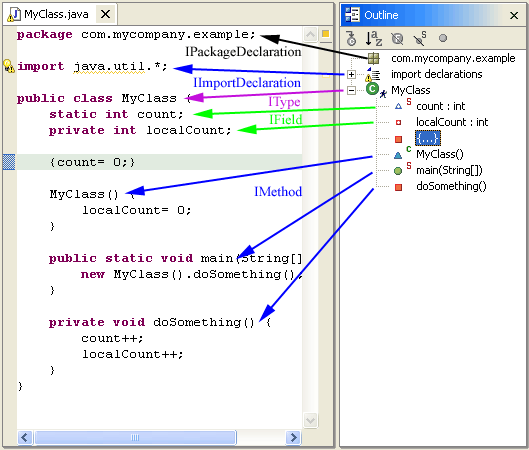 MyClass.java
package com.mycompany.example;
IPackageDeclaration
import java.util.*;
IImportDeclaration
public class MyClass {
IType
static int count;
IField
private int localCount;
{count= 0;}
MyClass() {
IMethod
localCount= 0;
}
public static void main(String[]
new MyClass().doSomething();
}
private void doSomething() {
count++;
localCount++;
}
}
Outline
com.mycompany.example
import declarations
MyClass
count : int
localCount : int
{...}
MyClass()
main(String[])
doSomething()